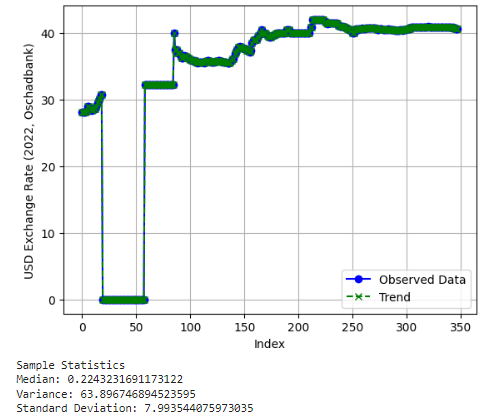 USD Exchange Rate (2022, Oschadbank)
40
30
20
10
0
0 50 100 150 200 250 300 350
Index
Observed Data
Trend
Sample Statistics
Median: 0.2243231691173122
Variance: 63.896746894523595
Standard Deviation: 7.993544075973035